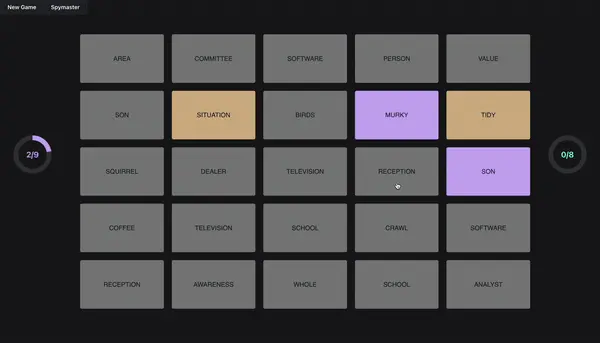 New Game Spymaster
AREA COMMITTEE SOFTWARE PERSON VALUE
SON SITUATION BIRDS MURKY TIDY
2/9 SQUIRREL DEALER TELEVISION RECEPTION SON 0/8
COFFEE TELEVISION SCHOOL CRAWL SOFTWARE
RECEPTION AWARENESS WHOLE SCHOOL ANALYST